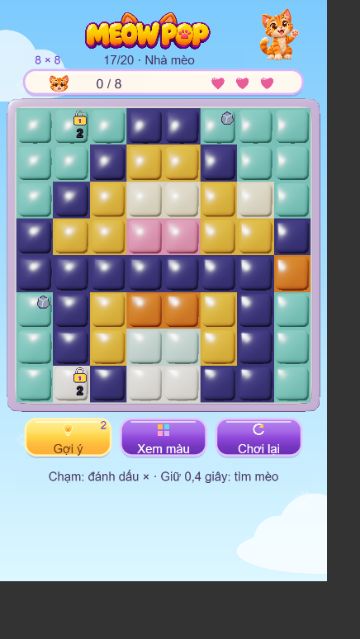 MEOW POP
8 × 8
17/20 · Nhà mèo
0 / 8
2
2
2
Gợi ý
Xem màu
Chơi lại
Chạm: đánh dấu × · Giữ 0,4 giây: tìm mèo